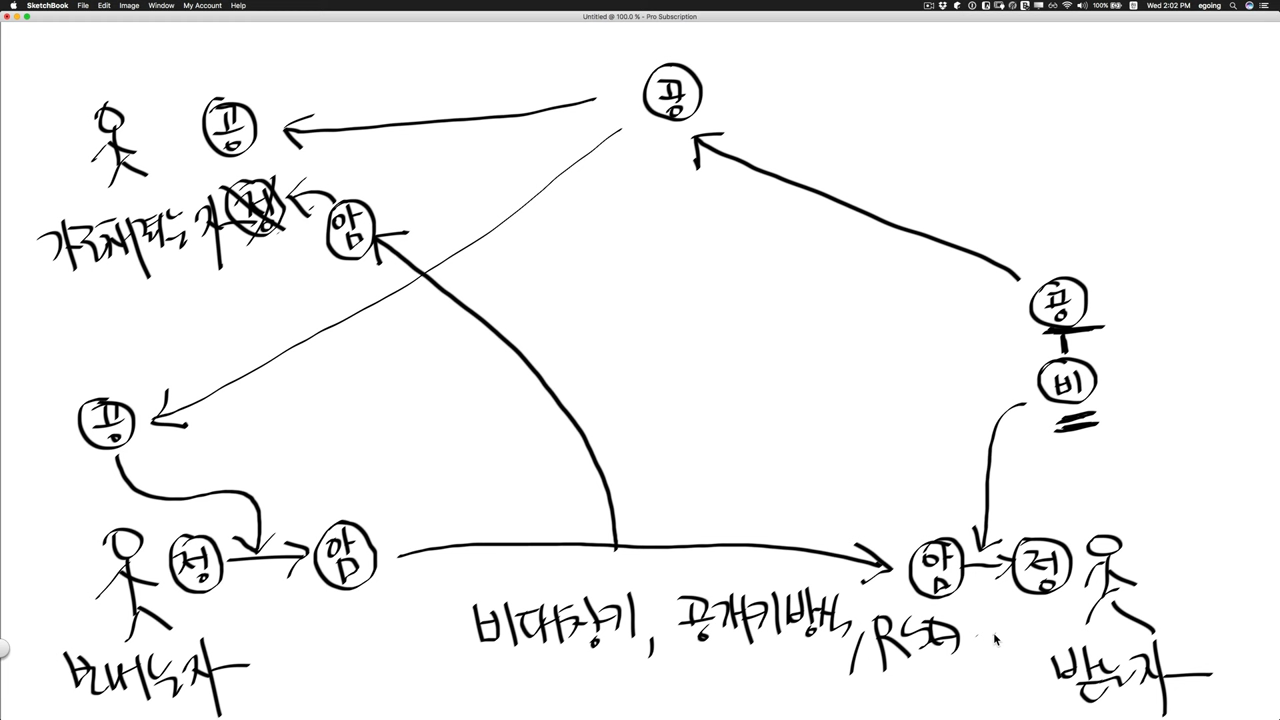 SketchBook File Edit Image Window My Account Help 100% Wed 2:02 PM egoing
Untitled @ 100.0 % - Pro Subscription
공
공
정
가로채는 자
암
공
비
공
정
암
암
정
비대칭키, 공개키방식, RSA
보내는자
받는자